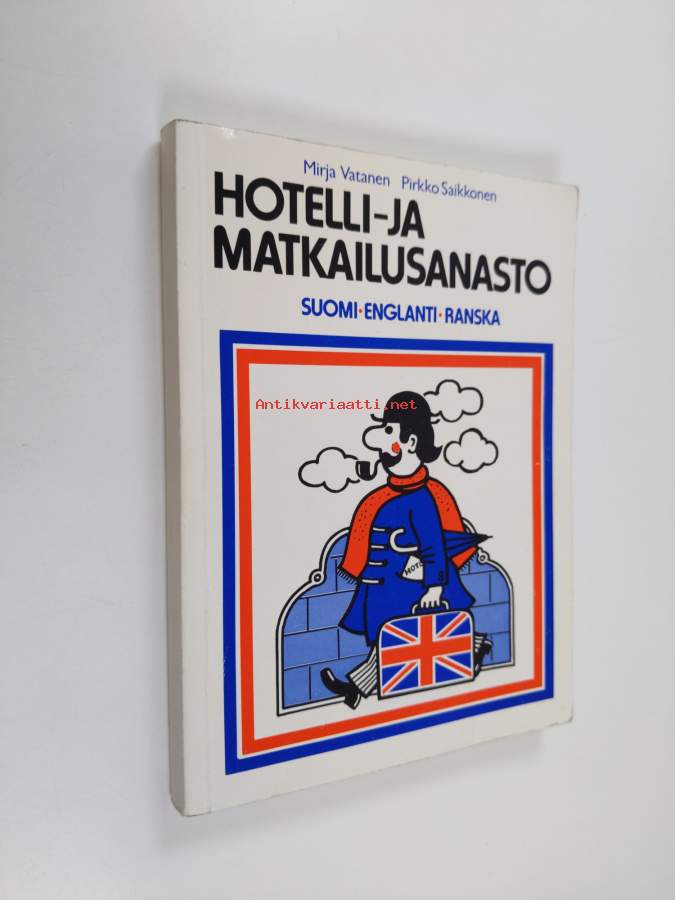 Mirja Vatanen Pirkko Saikkonen
HOTELLI-JA
MATKAILUSANASTO
SUOMI·ENGLANTI·RANSKA
Antikvariaatti.net